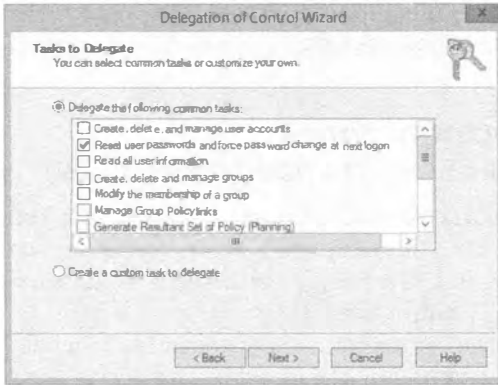 Delegation of Control Wizard
Tasks to Delegate
You can select common tasks or customize your own.
Delegate the following common tasks:
Create, delete, and manage user accounts
Reset user passwords and force password change at next logon
Read all user information
Create, delete and manage groups
Modify the membership of a group
Manage Group Policy links
Generate Resultant Set of Policy (Planning)
Create a custom task to delegate
< Back
Next >
Cancel
Help